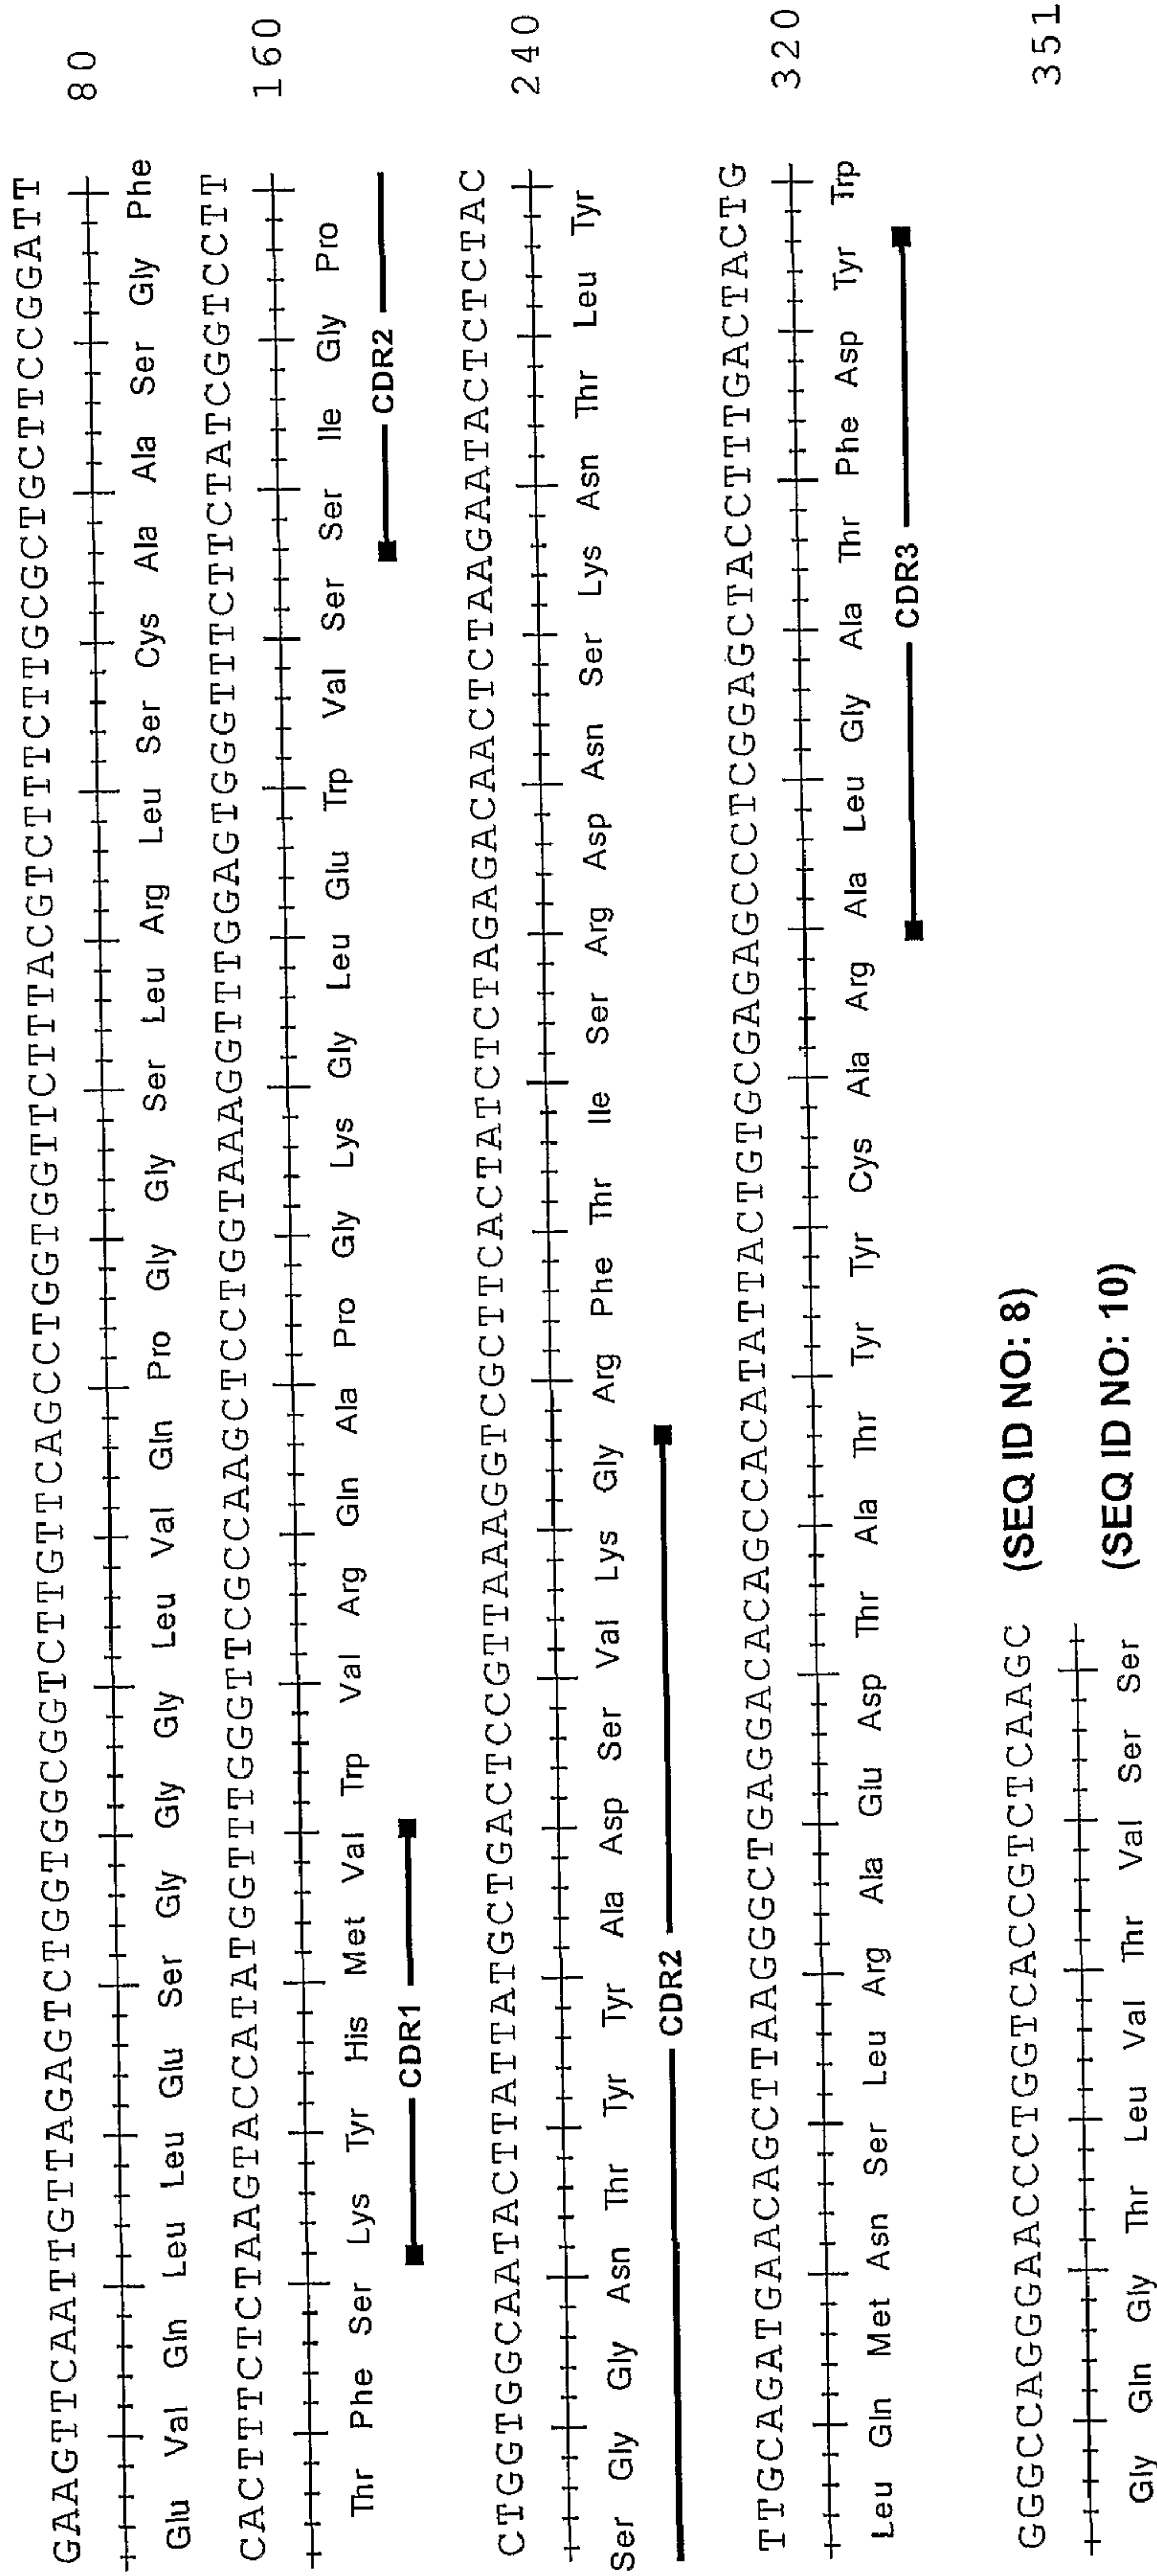 GAAGTTCAATTGTTAGAGTCTGGTGGCGGTCTTGTTCAGCCTGGTGGTTCTTTACGTCTTTCTTGCGCTGCTTCCGGATT 80
Glu Val Gln Leu Leu Glu Ser Gly Gly Gly Leu Val Gln Pro Gly Gly Ser Leu Arg Leu Ser Cys Ala Ala Ser Gly Phe
CACTTTCTCTAAGTACCATATGGTTTGGGTTCGCCAAGCTCCTGGTAAAGGTTTGGAGTGGGTTTCTTCTATCGGTCCTT 160
Thr Phe Ser Lys Tyr His Met Val Trp Val Arg Gln Ala Pro Gly Lys Gly Leu Glu Trp Val Ser Ser Ile Gly Pro
CDR1 CDR2
CTGGTGGCAATACTTATTATGCTGACTCCGTTAAAGGTCGCTTCACTATCTCTAGAGACAACTCTAAGAATACTCTCTAC 240
Ser Gly Gly Asn Thr Tyr Tyr Ala Asp Ser Val Lys Gly Arg Phe Thr Ile Ser Arg Asp Asn Ser Lys Asn Thr Leu Tyr
CDR2
TTGCAGATGAACAGCTTAAGGGCTGAGGACACAGCCACATATTACTGTGCGAGAGCCCTCGGAGCTACCTTTGACTACTG 320
Leu Gln Met Asn Ser Leu Arg Ala Glu Asp Thr Ala Thr Tyr Tyr Cys Ala Arg Ala Leu Gly Ala Thr Phe Asp Tyr Trp
CDR3
GGGCCAGGGAACCCTGGTCACCGTCTCAAGC (SEQ ID NO: 8) 351
Gly Gln Gly Thr Leu Val Thr Val Ser Ser (SEQ ID NO: 10)